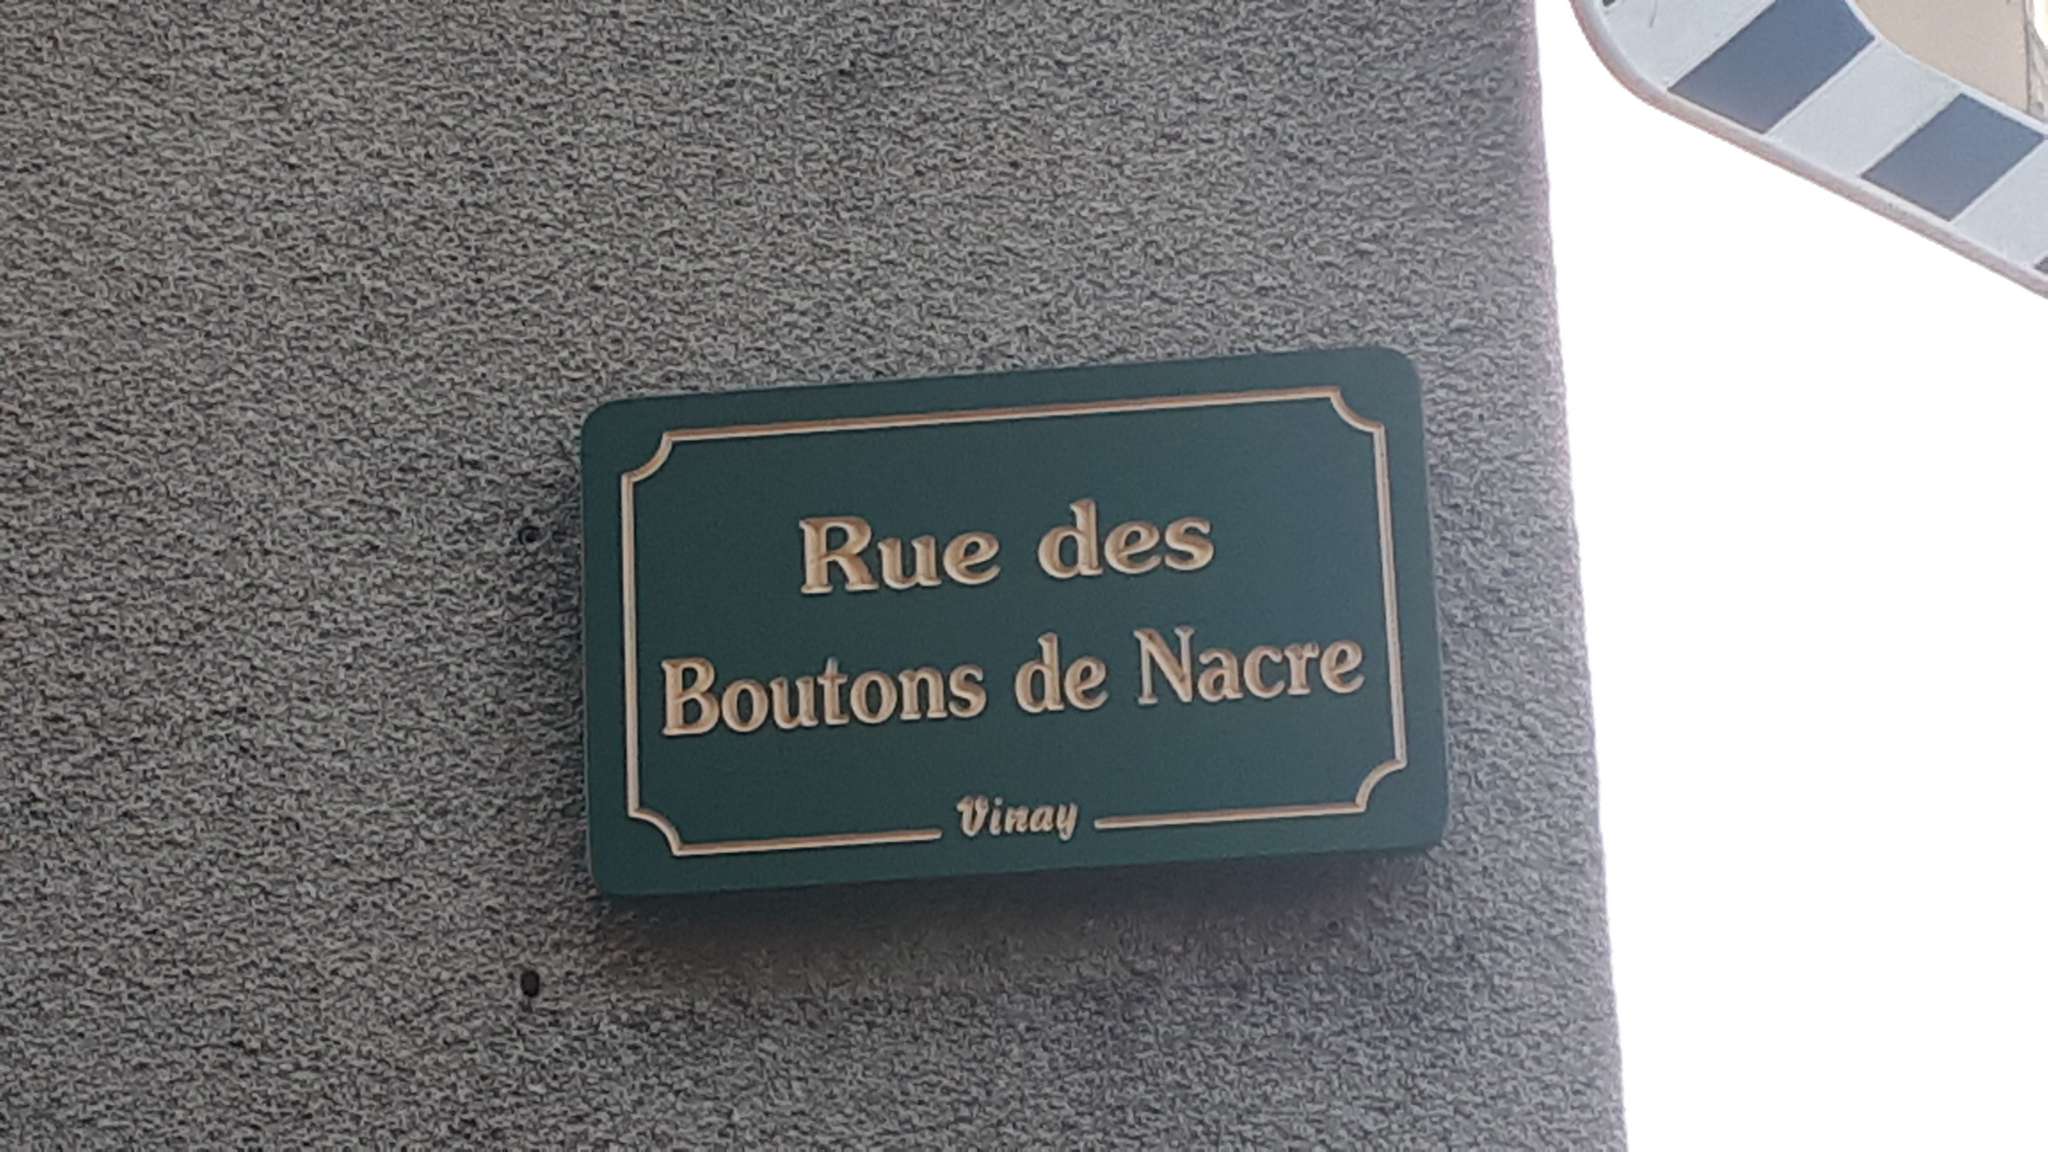 Rue des
Boutons de Nacre
Vinay